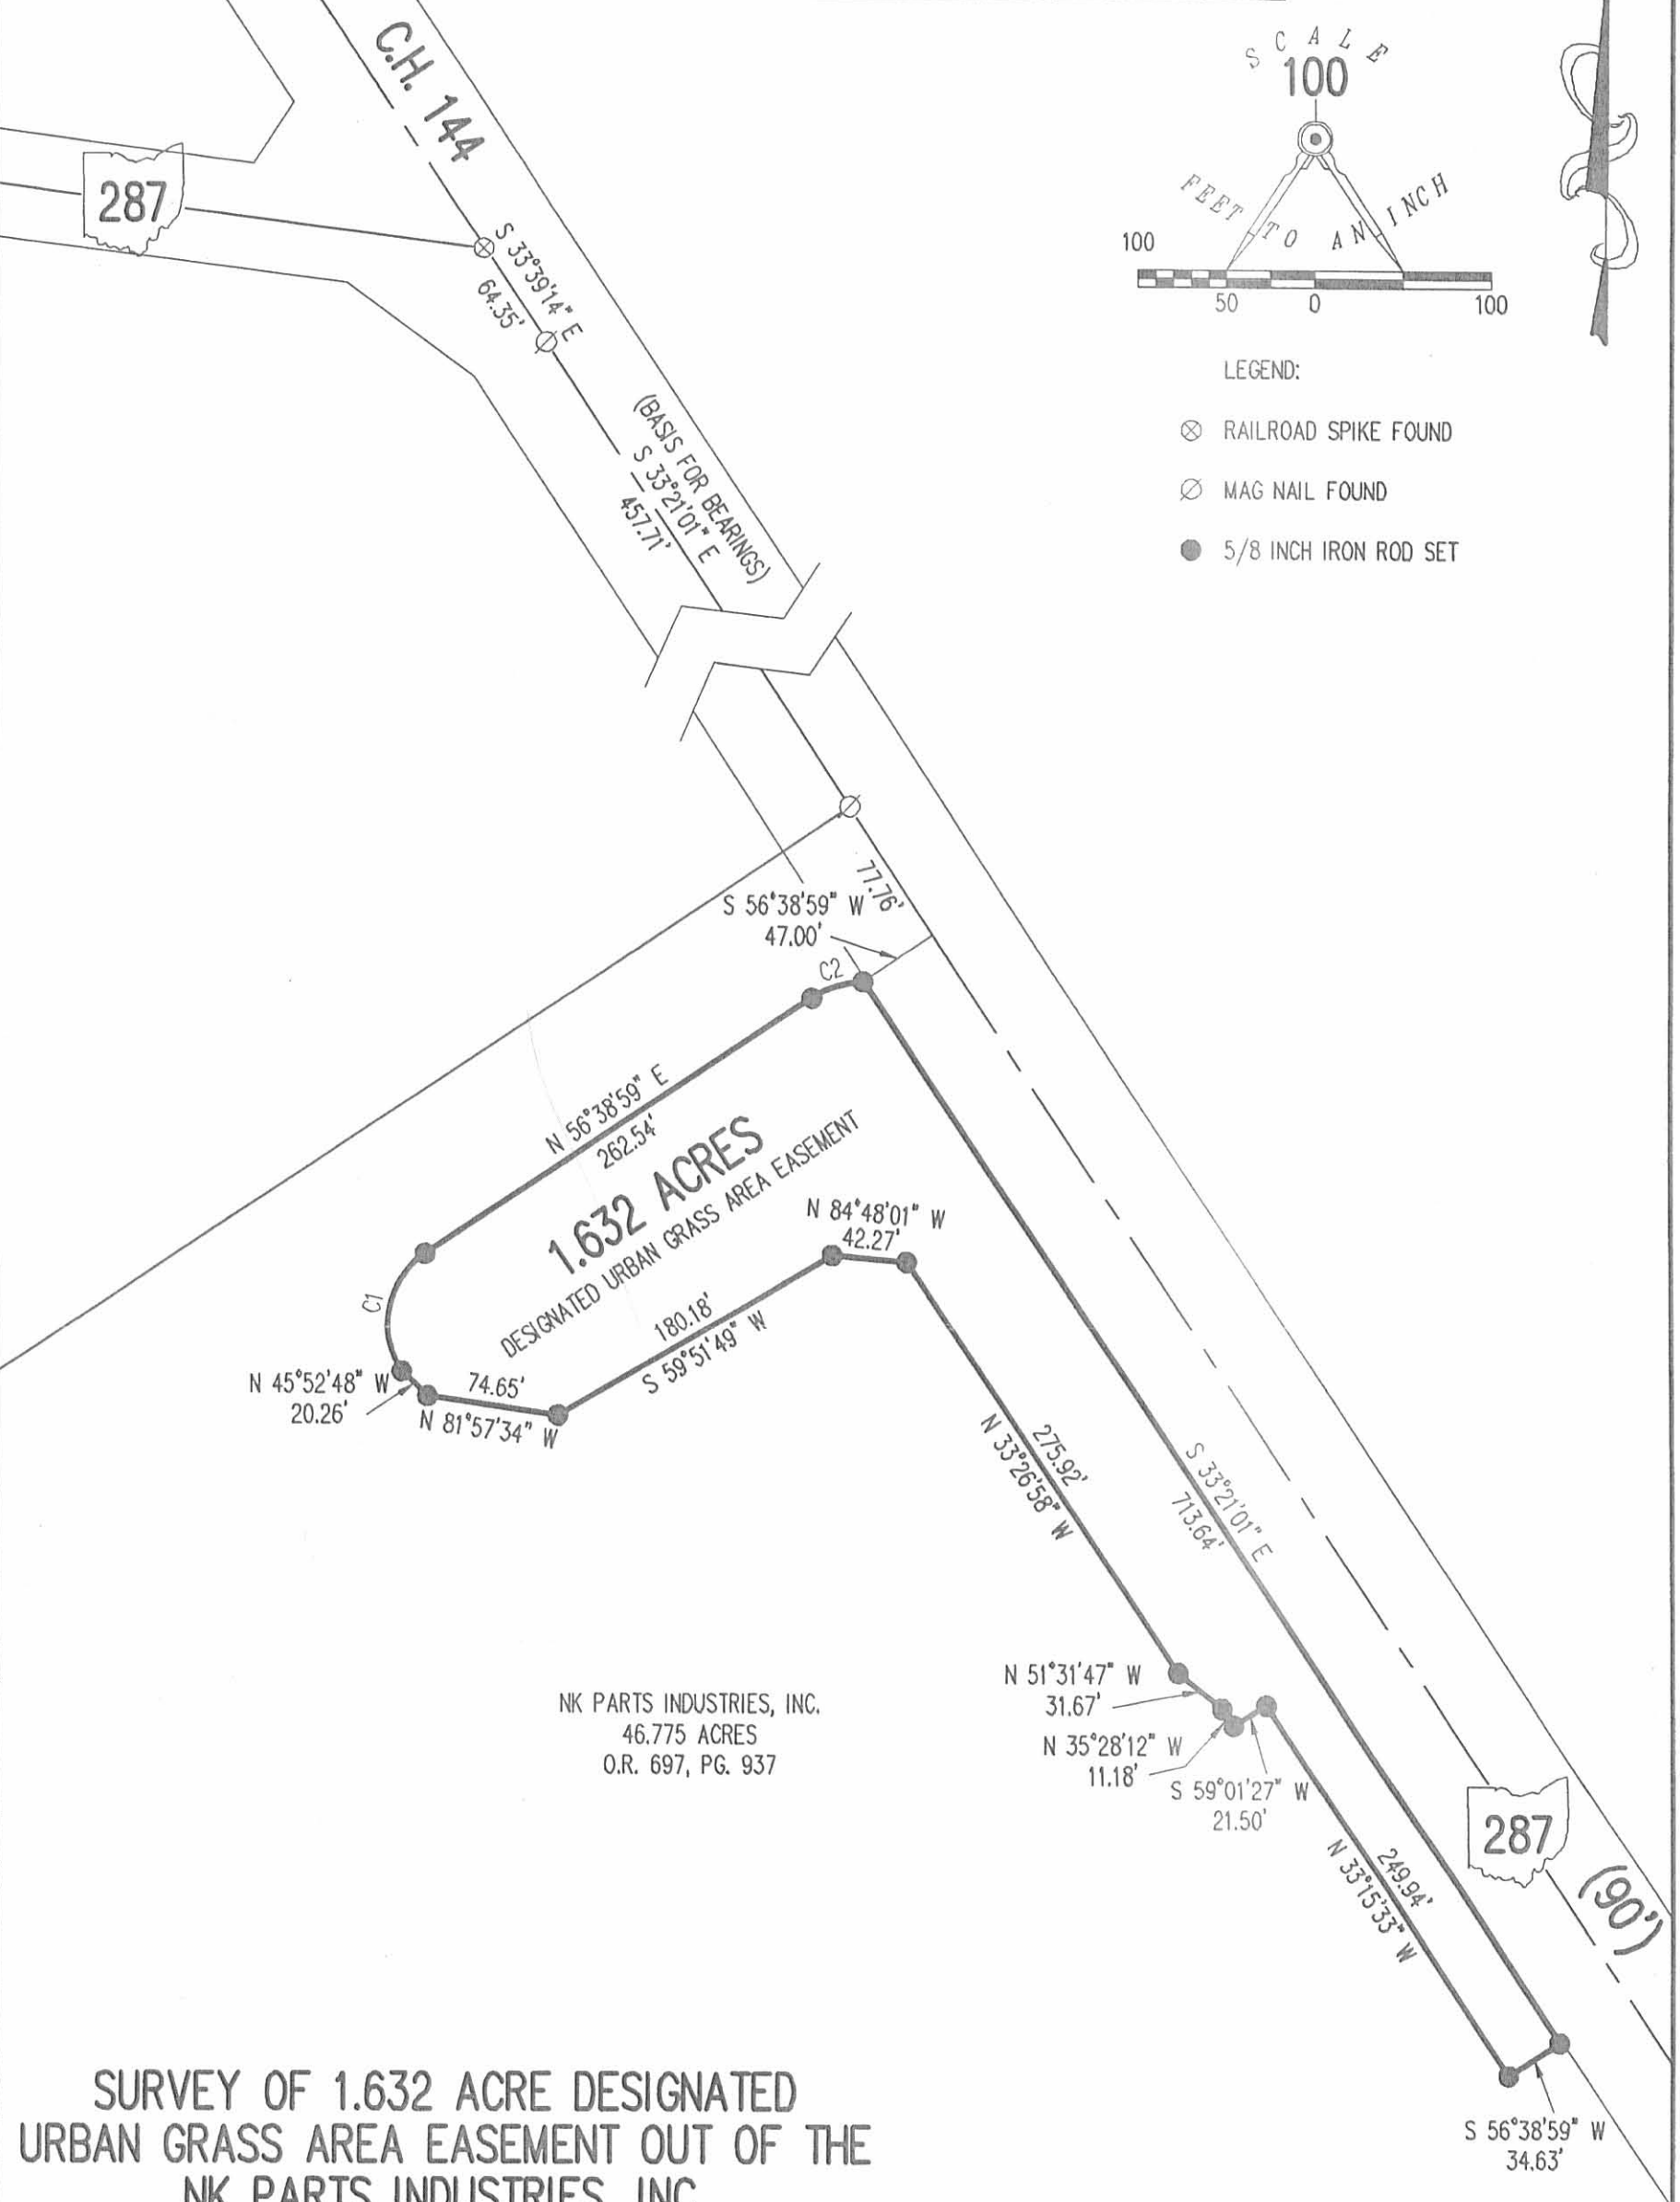 SCALE
100
FEET TO AN INCH
100
50 0 100
LEGEND:
RAILROAD SPIKE FOUND
MAG NAIL FOUND
5/8 INCH IRON ROD SET
C.H. 144
287
S 33°39'14" E
64.35'
(BASIS FOR BEARINGS)
S 33°21'01" E
457.71'
77.76'
S 56°38'59" W
47.00'
C2
N 56°38'59" E
262.54'
1.632 ACRES
DESIGNATED URBAN GRASS AREA EASEMENT
N 84°48'01" W
42.27'
C1
180.18'
S 59°51'49" W
N 45°52'48" W
20.26'
74.65'
N 81°57'34" W
275.92'
N 33°26'58" W
S 33°21'01" E
713.64'
N 51°31'47" W
31.67'
N 35°28'12" W
11.18'
S 59°01'27" W
21.50'
NK PARTS INDUSTRIES, INC.
46.775 ACRES
O.R. 697, PG. 937
287
(90')
249.94'
N 33°15'33" W
S 56°38'59" W
34.63'
SURVEY OF 1.632 ACRE DESIGNATED
URBAN GRASS AREA EASEMENT OUT OF THE
NK PARTS INDUSTRIES, INC.